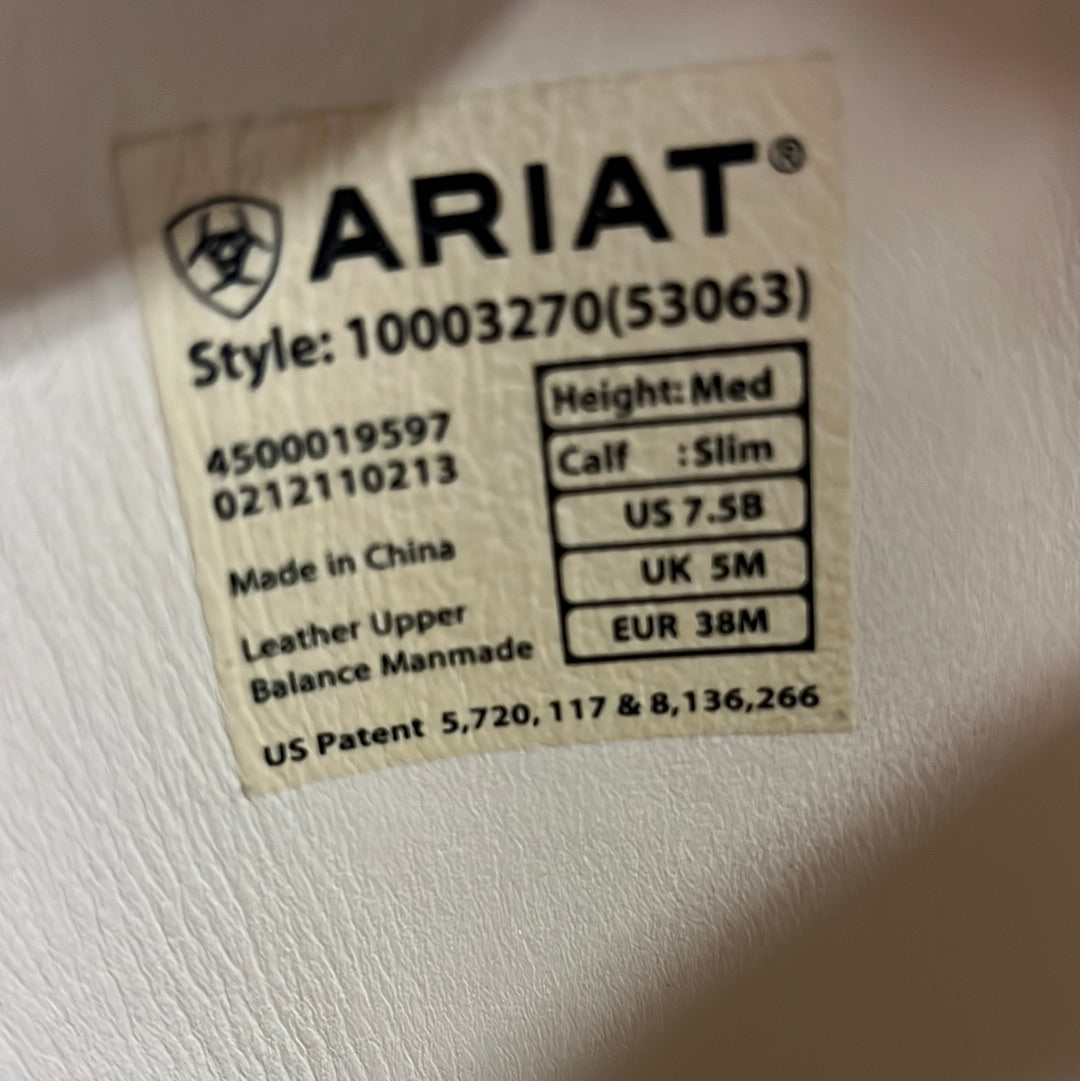 ARIAT®
Style: 10003270(53063)
4500019597
0212110213
Made in China
Leather Upper
Balance Manmade
Height: Med
Calf : Slim
US 7.5B
UK 5M
EUR 38M
US Patent 5,720,117 & 8,136,266